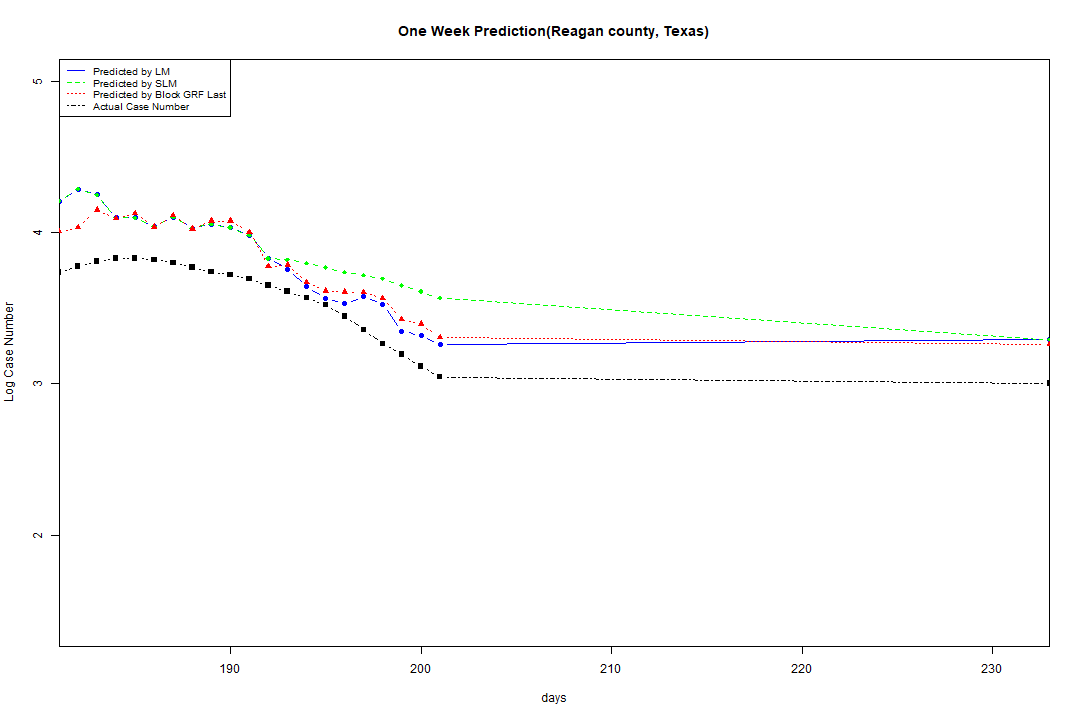 One Week Prediction(Reagan county, Texas)
Predicted by LM
Predicted by SLM
Predicted by Block GRF Last
Actual Case Number
5
4
3
2
Log Case Number
190 200 210 220 230
days